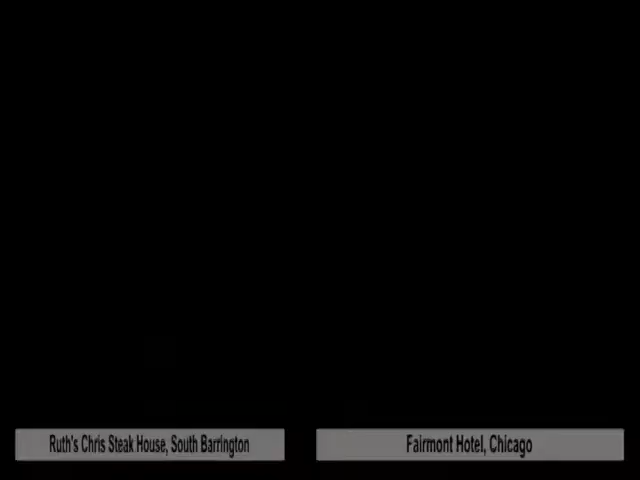 Ruth's Chris Steak House, South Barrington
Fairmont Hotel, Chicago